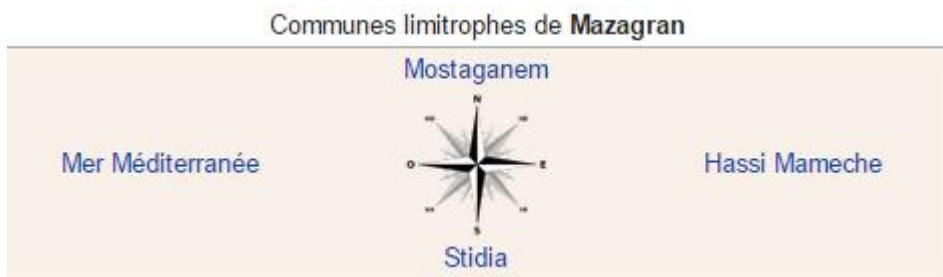 Communes limitrophes de Mazagran
Mostaganem
N
Mer Méditerranée
O
E
Hassi Mameche
S
Stidia